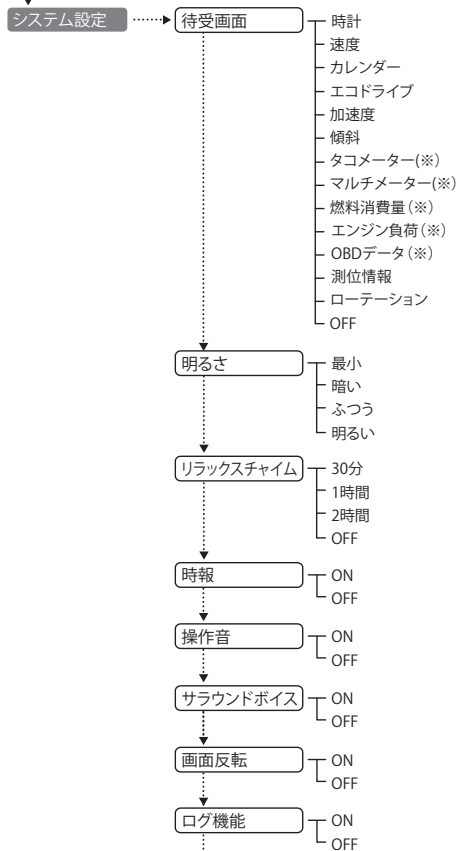 システム設定
待受画面
時計
速度
カレンダー
エコドライブ
加速度
傾斜
タコメーター(※)
マルチメーター(※)
燃料消費量(※)
エンジン負荷(※)
OBDデータ(※)
測位情報
ローテーション
OFF
明るさ
最小
暗い
ふつう
明るい
リラックスチャイム
30分
1時間
2時間
OFF
時報
ON
OFF
操作音
ON
OFF
サラウンドボイス
ON
OFF
画面反転
ON
OFF
ログ機能
ON
OFF